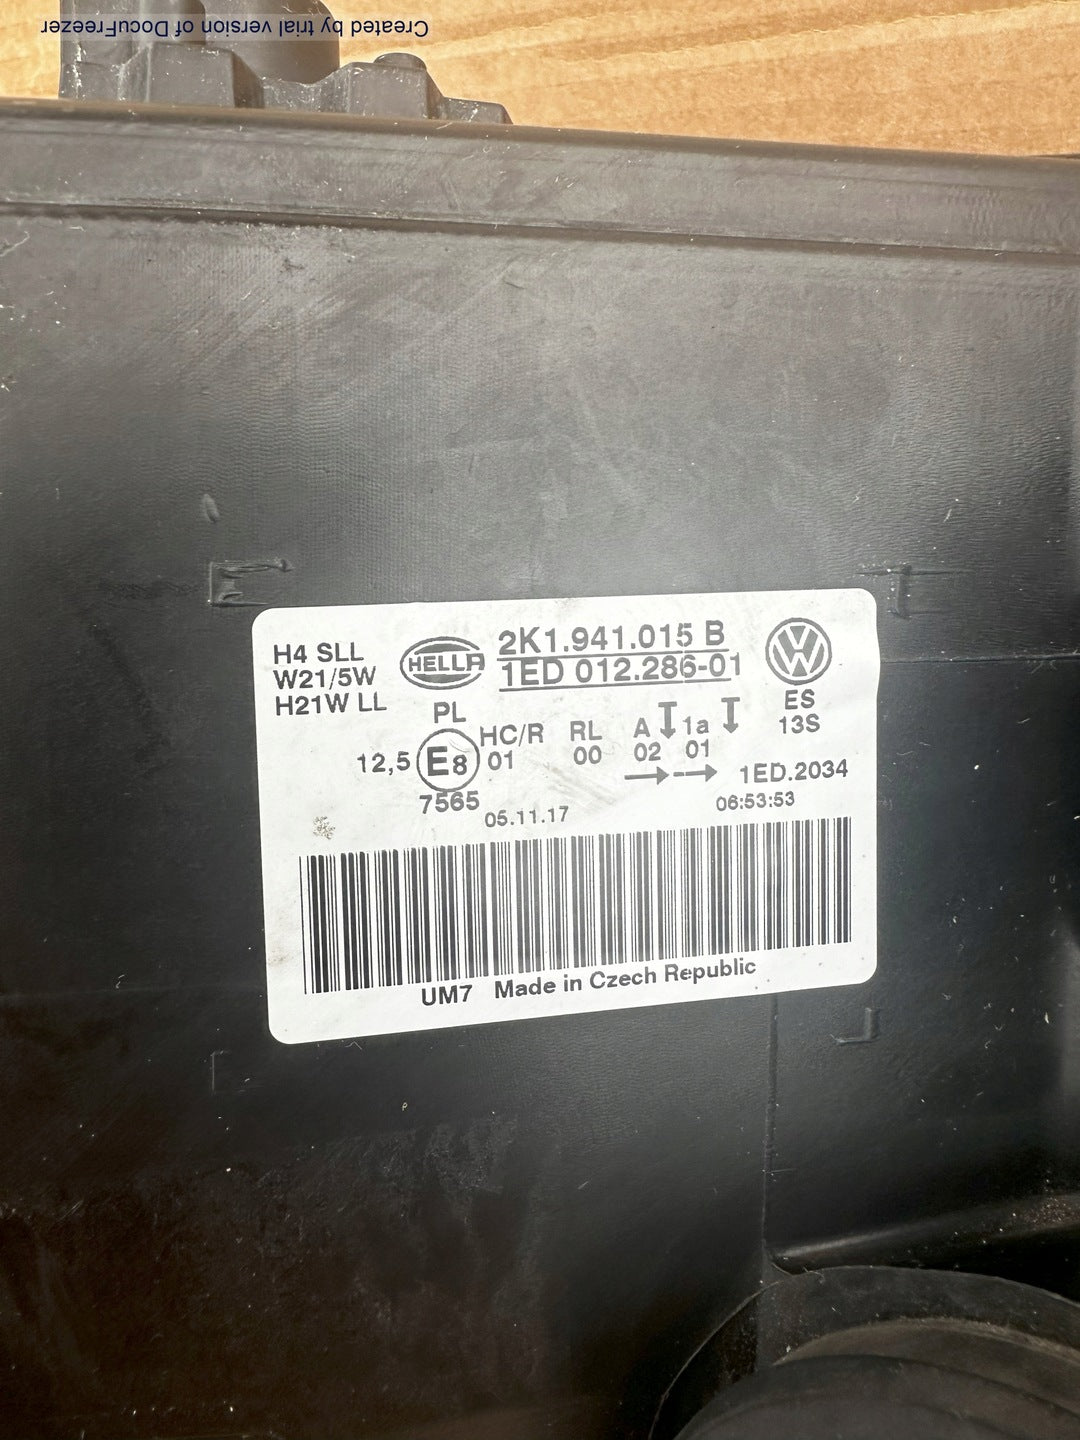 Created by trial version of DocuFreezer
H4 SLL
W21/5W
H21W LL
HELLA
2K1.941.015 B
1ED 012.286-01
VW
ES
13S
PL
12,5 E8 HC/R RL A 1a
01 00 02 01
7565
1ED.2034
05.11.17
06:53:53
UM7 Made in Czech Republic